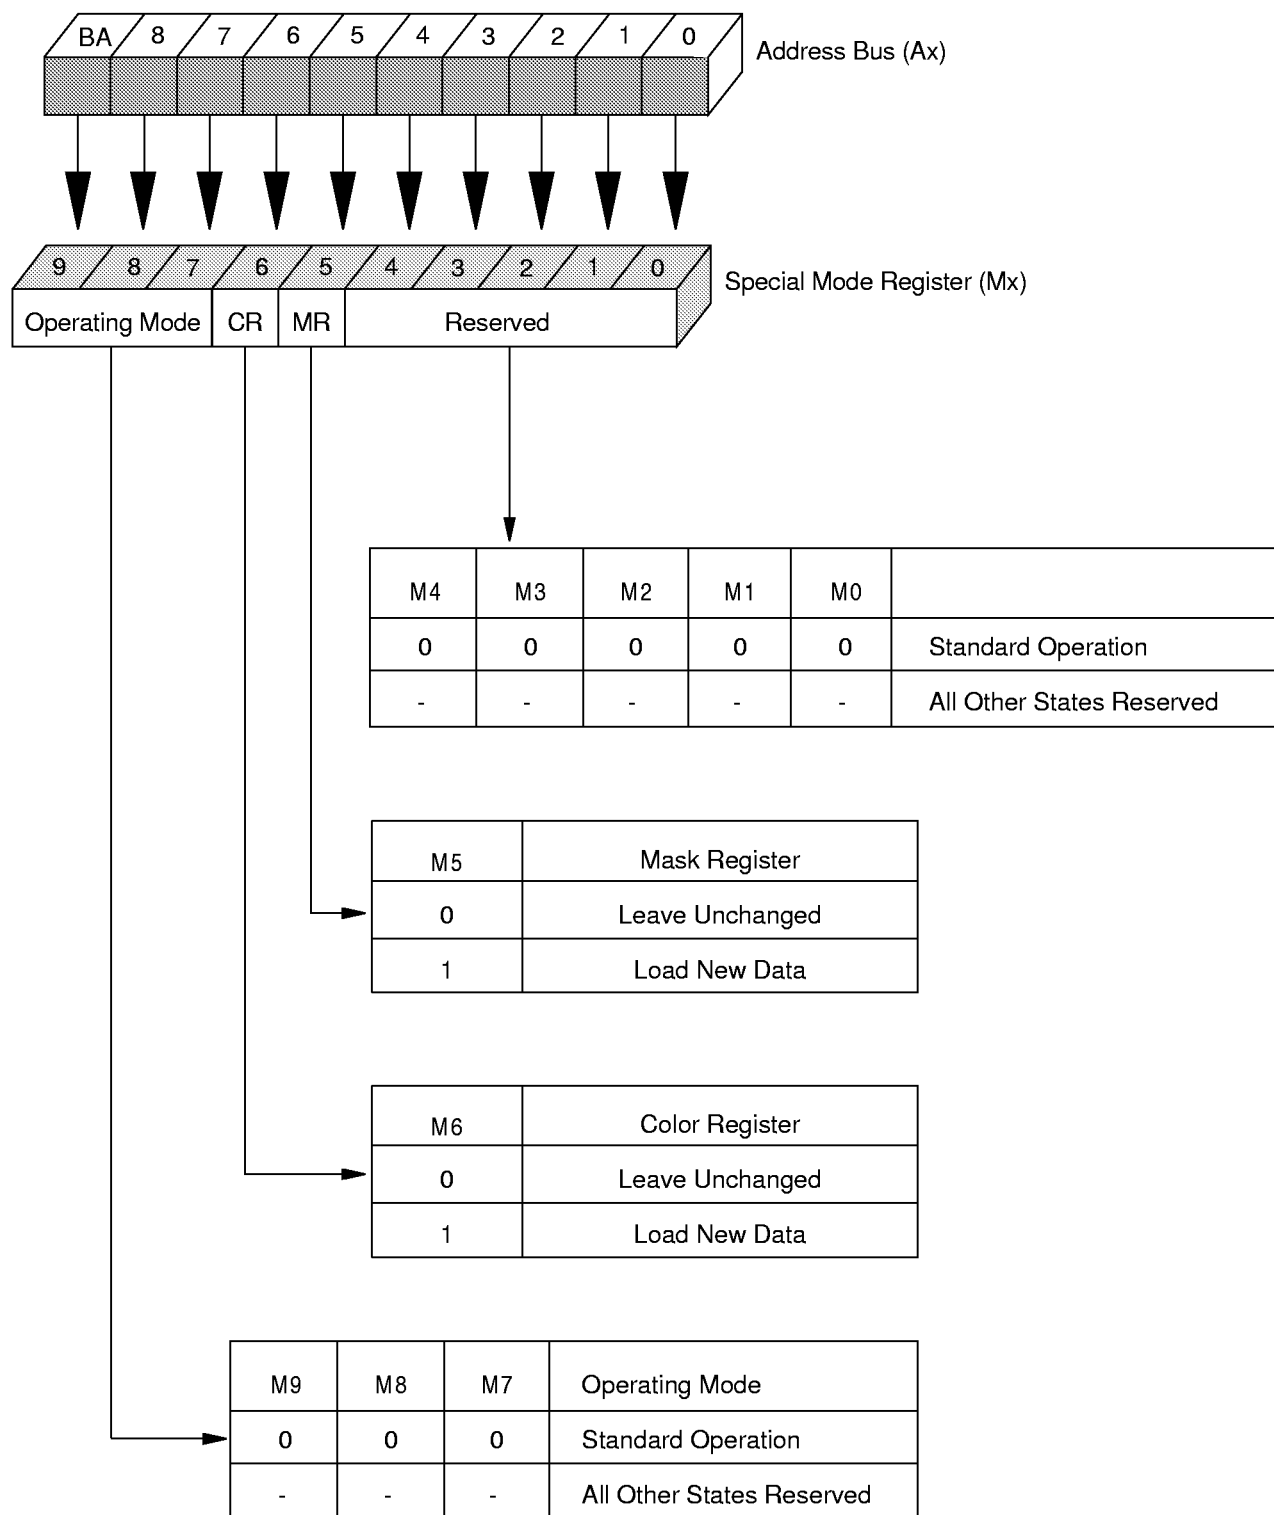 BA 8 7 6 5 4 3 2 1 0
Address Bus (Ax)
9 8 7 6 5 4 3 2 1 0
Special Mode Register (Mx)
Operating Mode CR MR Reserved
M4 M3 M2 M1 M0
0 0 0 0 0 Standard Operation
- - - - - All Other States Reserved
M5 Mask Register
0 Leave Unchanged
1 Load New Data
M6 Color Register
0 Leave Unchanged
1 Load New Data
M9 M8 M7 Operating Mode
0 0 0 Standard Operation
- - - All Other States Reserved